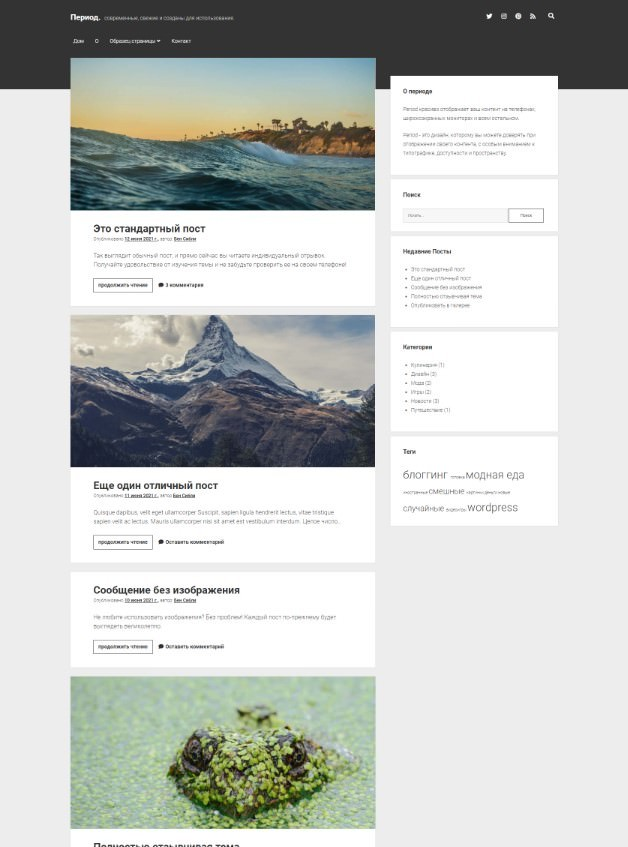 Период. современные, свежие и созданы для использования
Дом О Образец страницы Контакт
Это стандартный пост
Опубликовано 12 июня 2021 г., автор Бен Сибли
Так выглядит обычный пост, и прямо сейчас вы читаете индивидуальный отрывок.
Получайте удовольствие от изучения темы и не забудьте проверить ее на своем телефоне!
продолжить чтение 3 комментария
Еще один отличный пост
Опубликовано 11 июня 2021 г., автор Бен Сибли
Quisque dapibus, velit eget ullamcorper Suscipit, sapien ligula hendrerit lectus, vitae tristique
sapien velit ac lectus. Mauris ullamcorper nisl sit amet est vestibulum interdum. Целое число.
продолжить чтение Оставить комментарий
Сообщение без изображения
Опубликовано 10 июня 2021 г., автор Бен Сибли
Не любите использовать изображения? Без проблем! Каждый пост по-прежнему будет
выглядеть великолепно.
продолжить чтение Оставить комментарий
Полностью отзывчивая тема
О периоде
Period красиво отображает ваш контент на телефонах,
широкоэкранных мониторах и всем остальном.
Period - это дизайн, которому вы можете доверять при
отображении своего контента, с особым вниманием к
типографике, доступности и пространству.
Поиск
Искать... Поиск
Недавние Посты
Это стандартный пост
Еще один отличный пост
Сообщение без изображения
Полностью отзывчивая тема
Опубликовать в галерее
Категории
Кулинария (1)
Дизайн (3)
Мода (2)
Игры (2)
Новости (3)
Путешествие (1)
Теги
блоггинг готовка модная еда
смешные
случайные wordpress